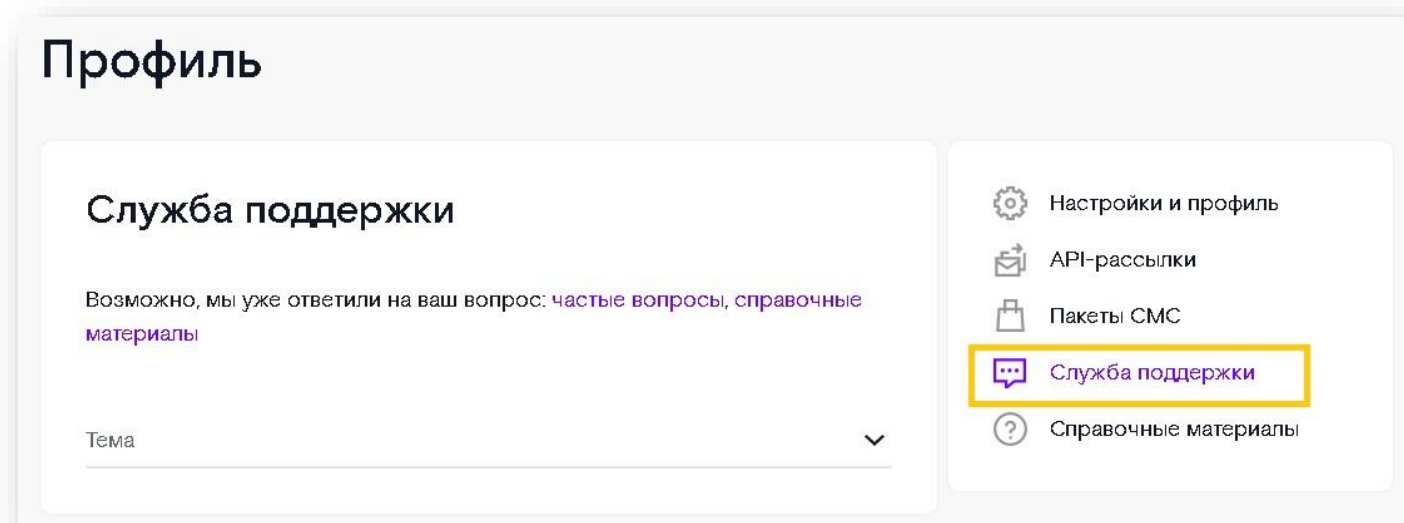 Профиль
Служба поддержки
Возможно, мы уже ответили на ваш вопрос: частые вопросы, справочные
материалы
Тема
Настройки и профиль
API-рассылки
Пакеты СМС
Служба поддержки
Справочные материалы